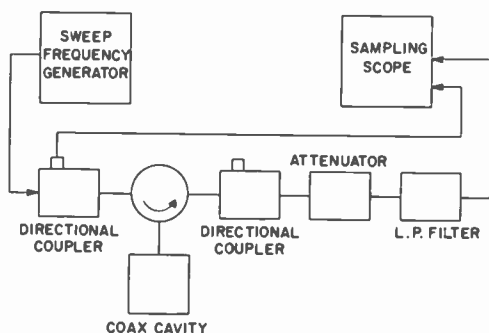 SWEEP
FREQUENCY
GENERATOR
SAMPLING
SCOPE
DIRECTIONAL
COUPLER
COAX CAVITY
DIRECTIONAL
COUPLER
ATTENUATOR
L.P. FILTER